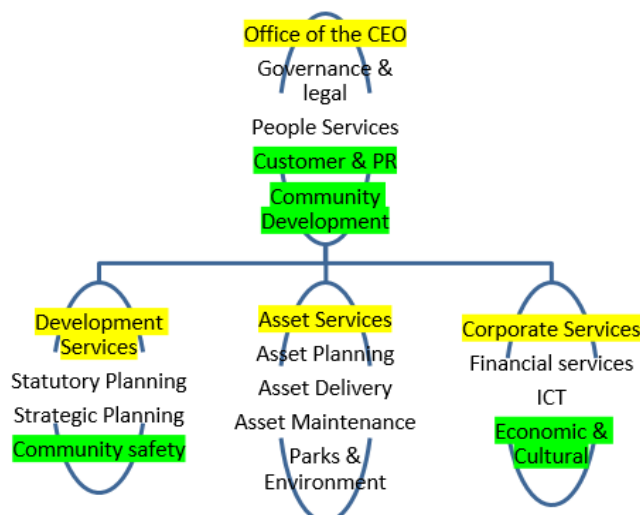 Office of the CEO
Governance &
legal
People Services
Customer & PR
Community
Development
Development
Services
Statutory Planning
Strategic Planning
Community safety
Asset Services
Asset Planning
Asset Delivery
Asset Maintenance
Parks &
Environment
Corporate Services
Financial services
ICT
Economic &
Cultural